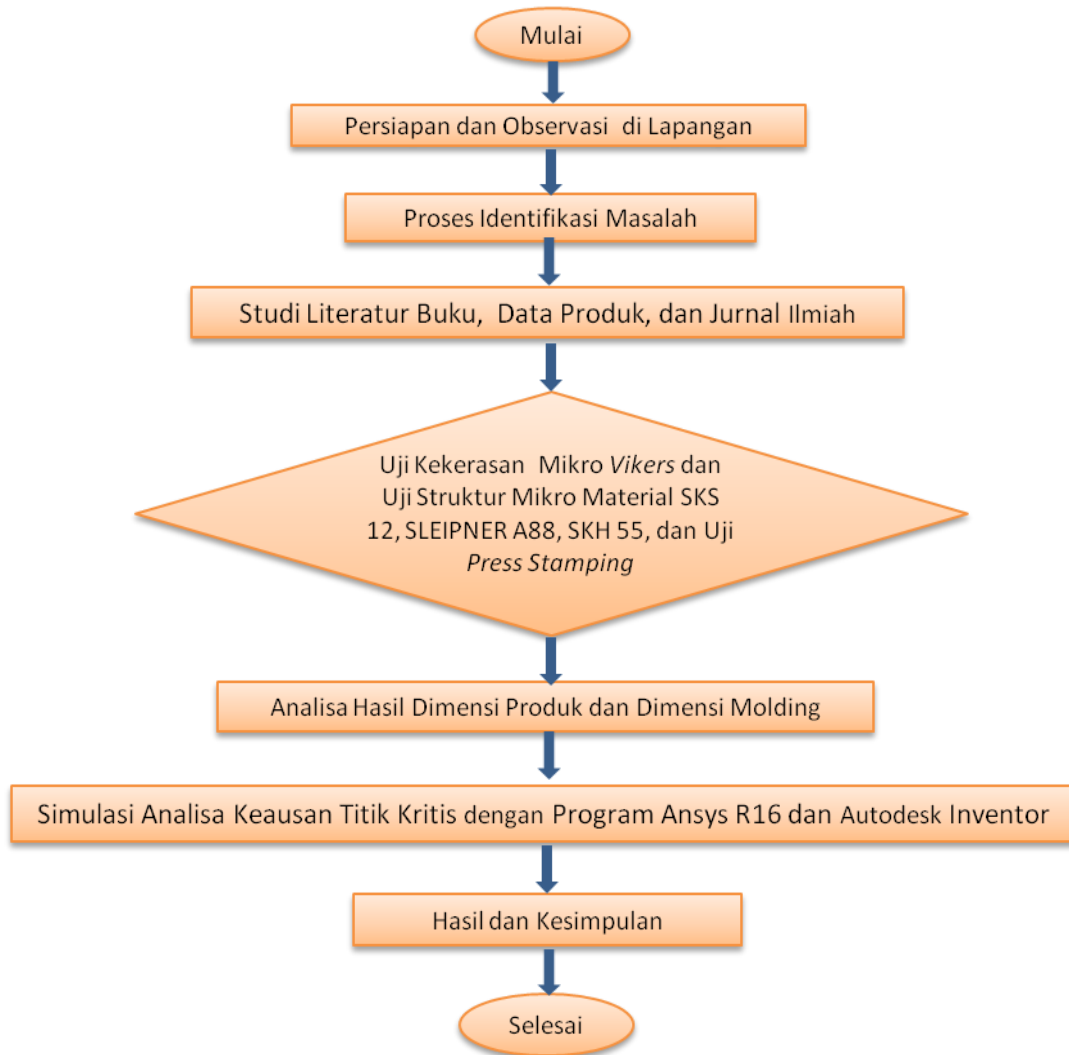 Mulai
Persiapan dan Observasi di Lapangan
Proses Identifikasi Masalah
Studi Literatur Buku, Data Produk, dan Jurnal Ilmiah
Uji Kekerasan Mikro Vikers dan
Uji Struktur Mikro Material SKS
12, SLEIPNER A88, SKH 55, dan Uji
Press Stamping
Analisa Hasil Dimensi Produk dan Dimensi Molding
Simulasi Analisa Keausan Titik Kritis dengan Program Ansys R16 dan Autodesk Inventor
Hasil dan Kesimpulan
Selesai